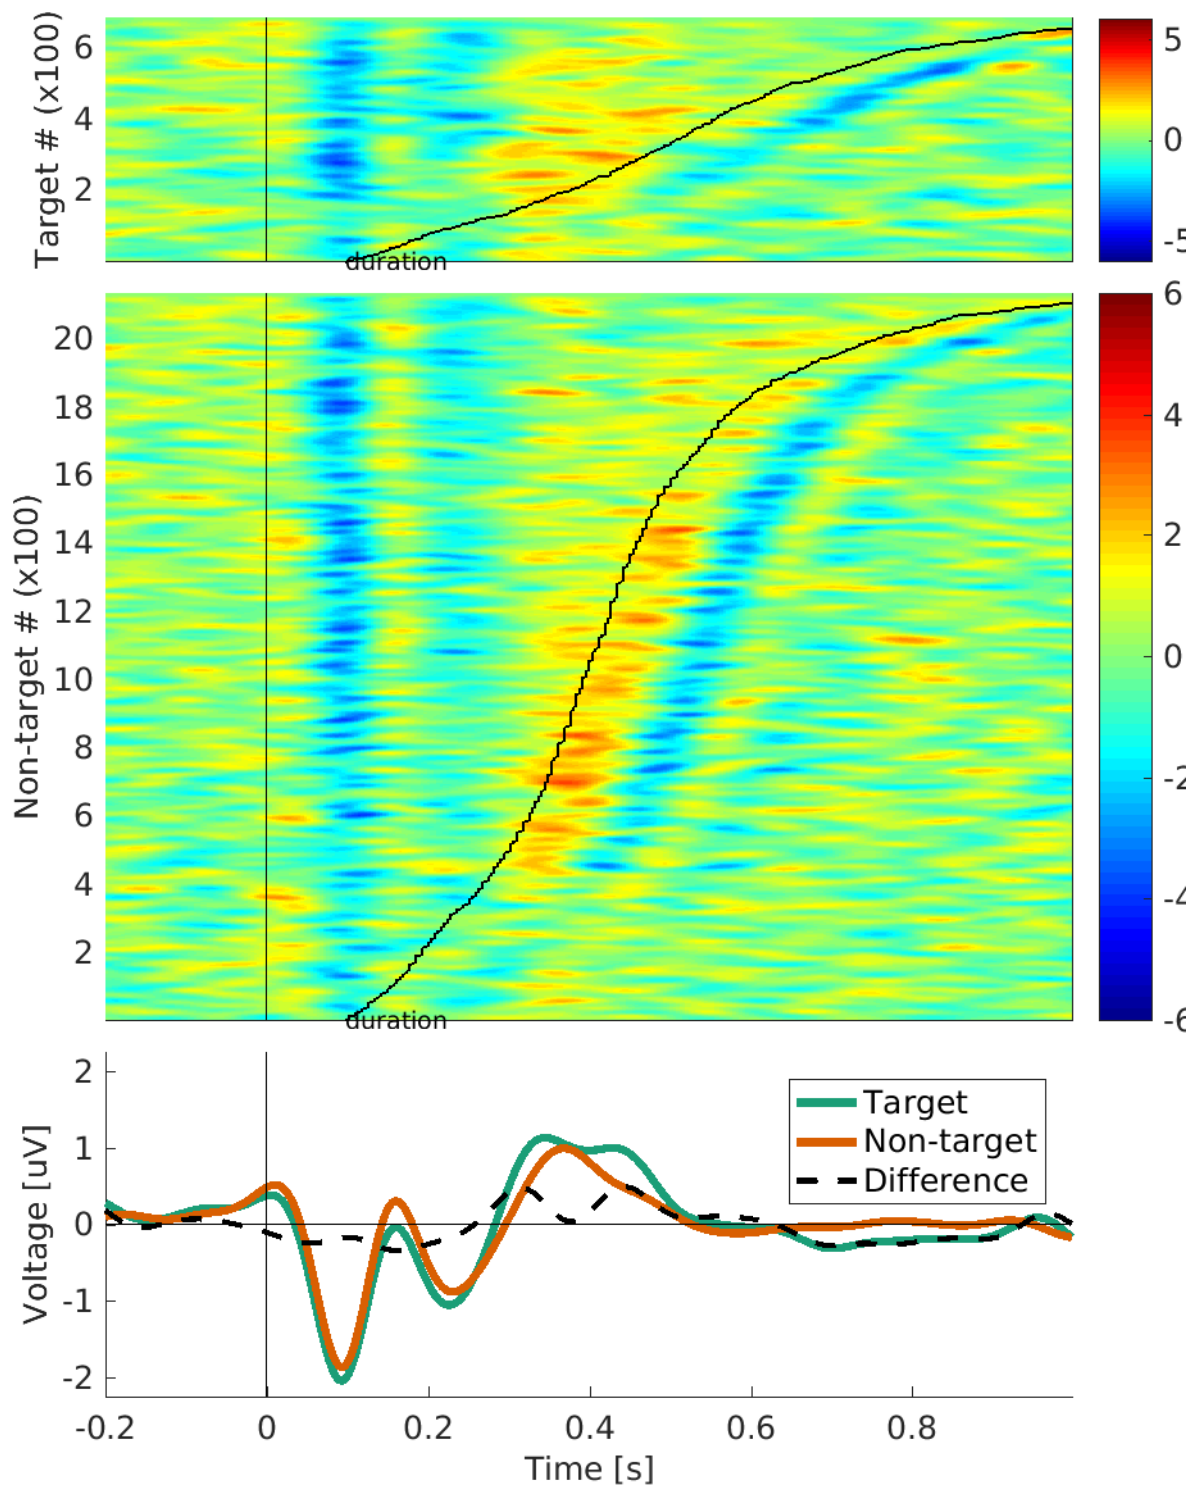 Target # (x100)
6
4
2
duration
5
0
-5
Non-target # (x100)
20
18
16
14
12
10
8
6
4
2
duration
6
4
2
0
-2
-4
-6
Voltage [uV]
2
1
0
-1
-2
Target
Non-target
Difference
-0.2 0 0.2 0.4 0.6 0.8
Time [s]